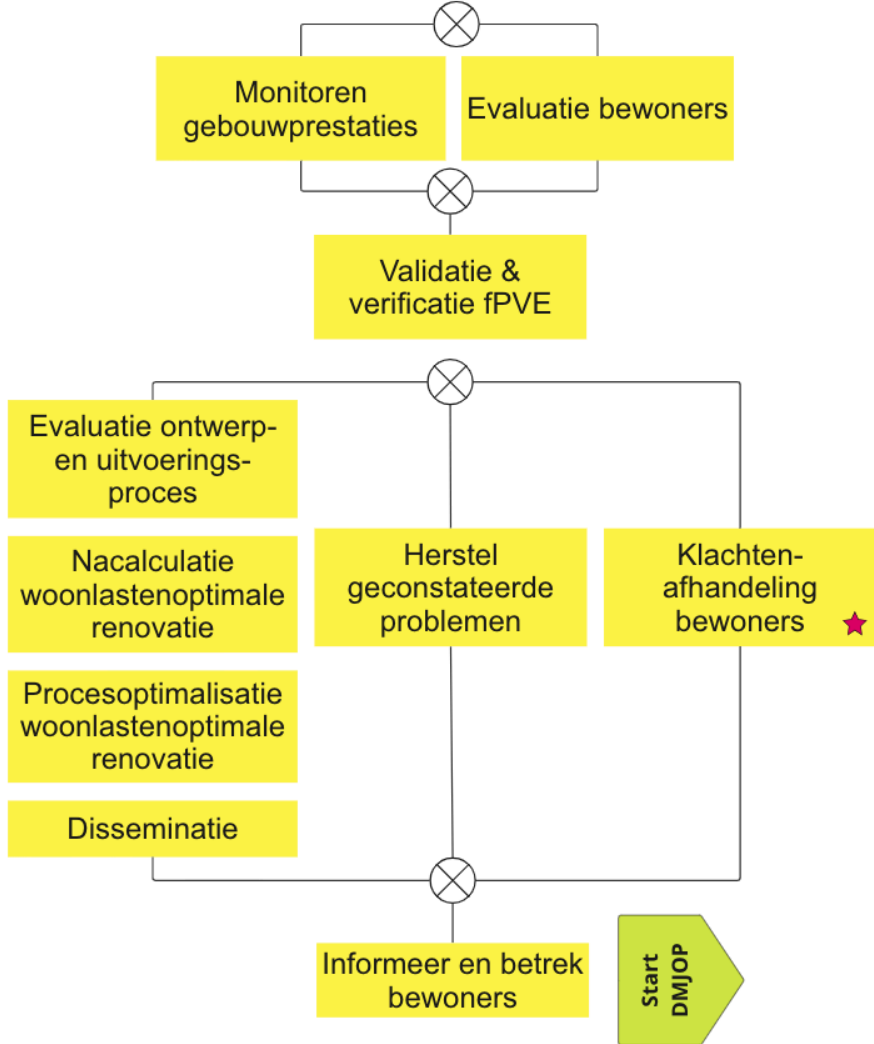 Monitoren
gebouwprestaties
Evaluatie bewoners
Validatie &
verificatie fPVE
Evaluatie ontwerp-
en uitvoerings-
proces
Nacalculatie
woonlastenoptimale
renovatie
Herstel
geconstateerde
problemen
Klachten-
afhandeling
bewoners
Procesoptimalisatie
woonlastenoptimale
renovatie
Disseminatie
Informeer en betrek
bewoners
Start
DMJOP